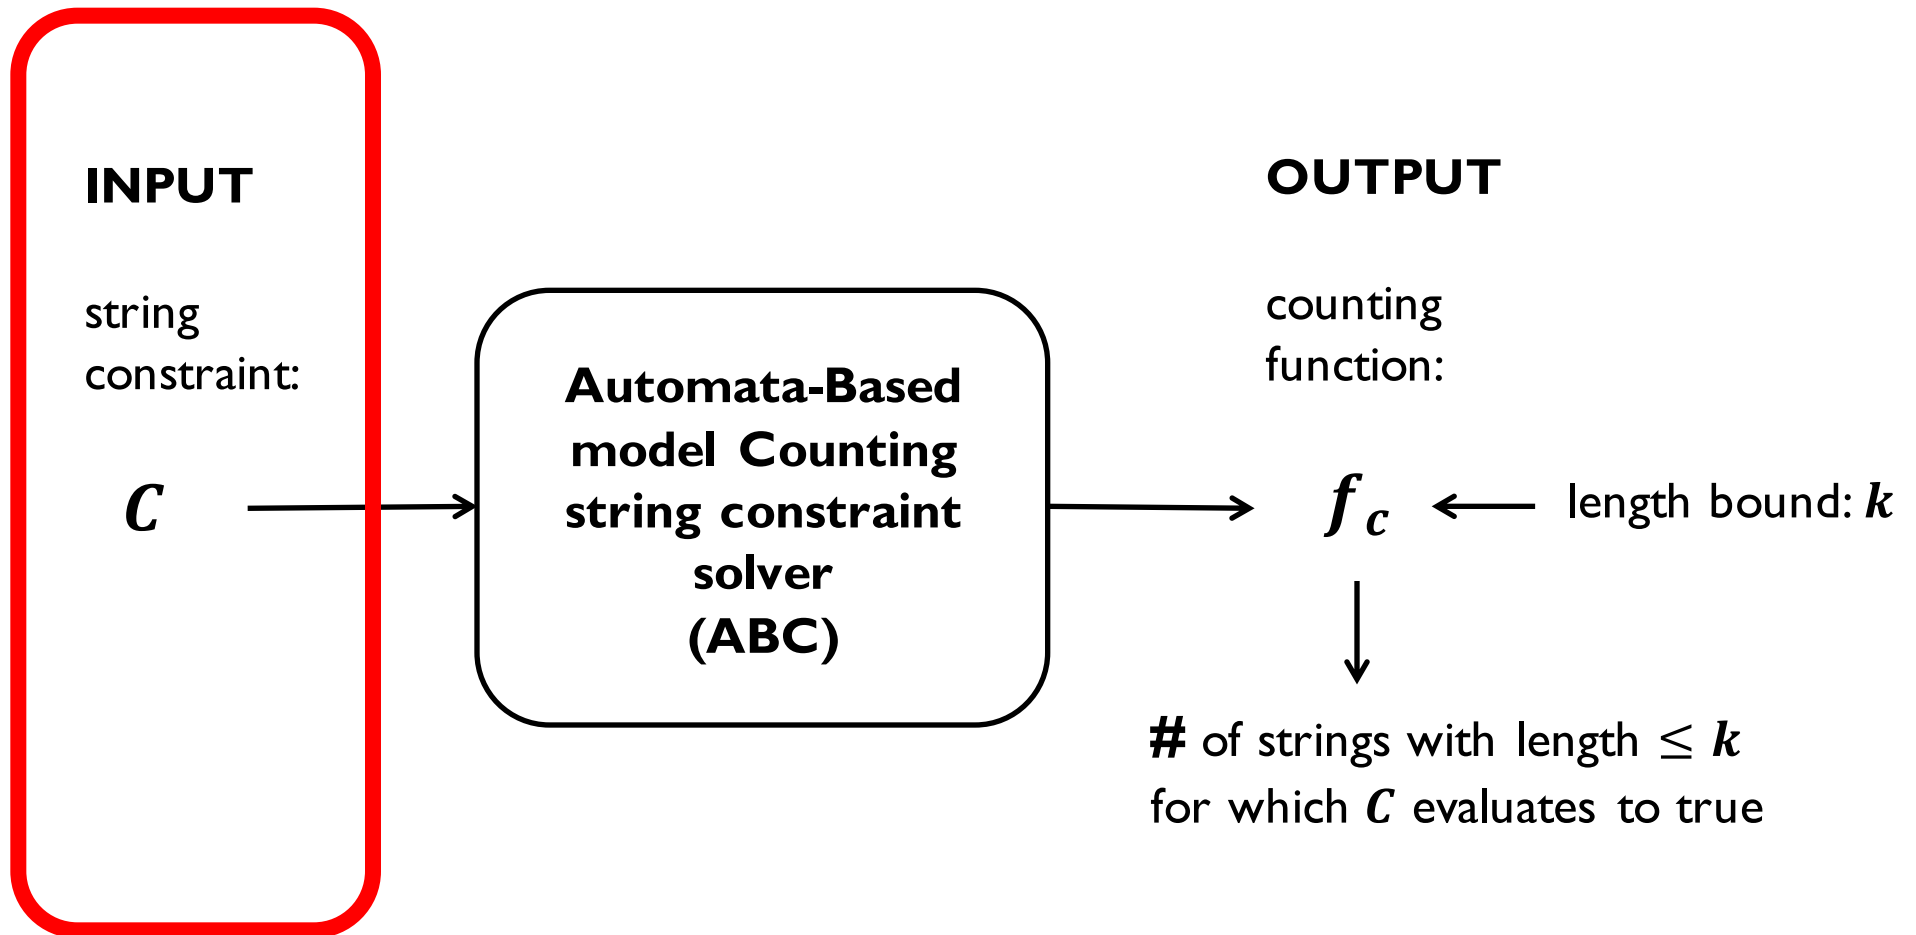 INPUT
string
constraint:
C
Automata-Based
model Counting
string constraint
solver
(ABC)
OUTPUT
counting
function:
f_c
length bound: k
# of strings with length ≤ k
for which C evaluates to true